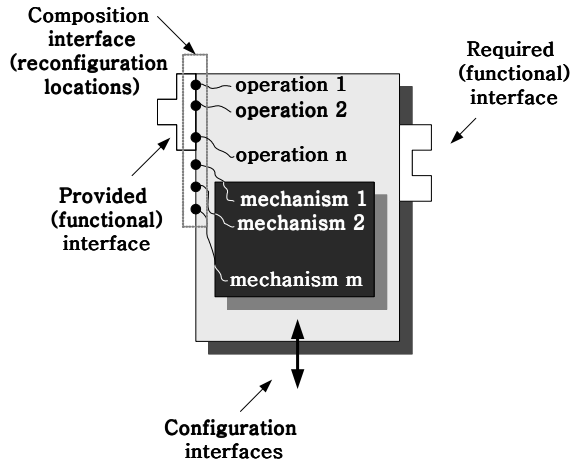 Composition
interface
(reconfiguration
locations)
Required
(functional)
interface
operation 1
operation 2
operation n
Provided
(functional)
interface
mechanism 1
mechanism 2
mechanism m
Configuration
interfaces